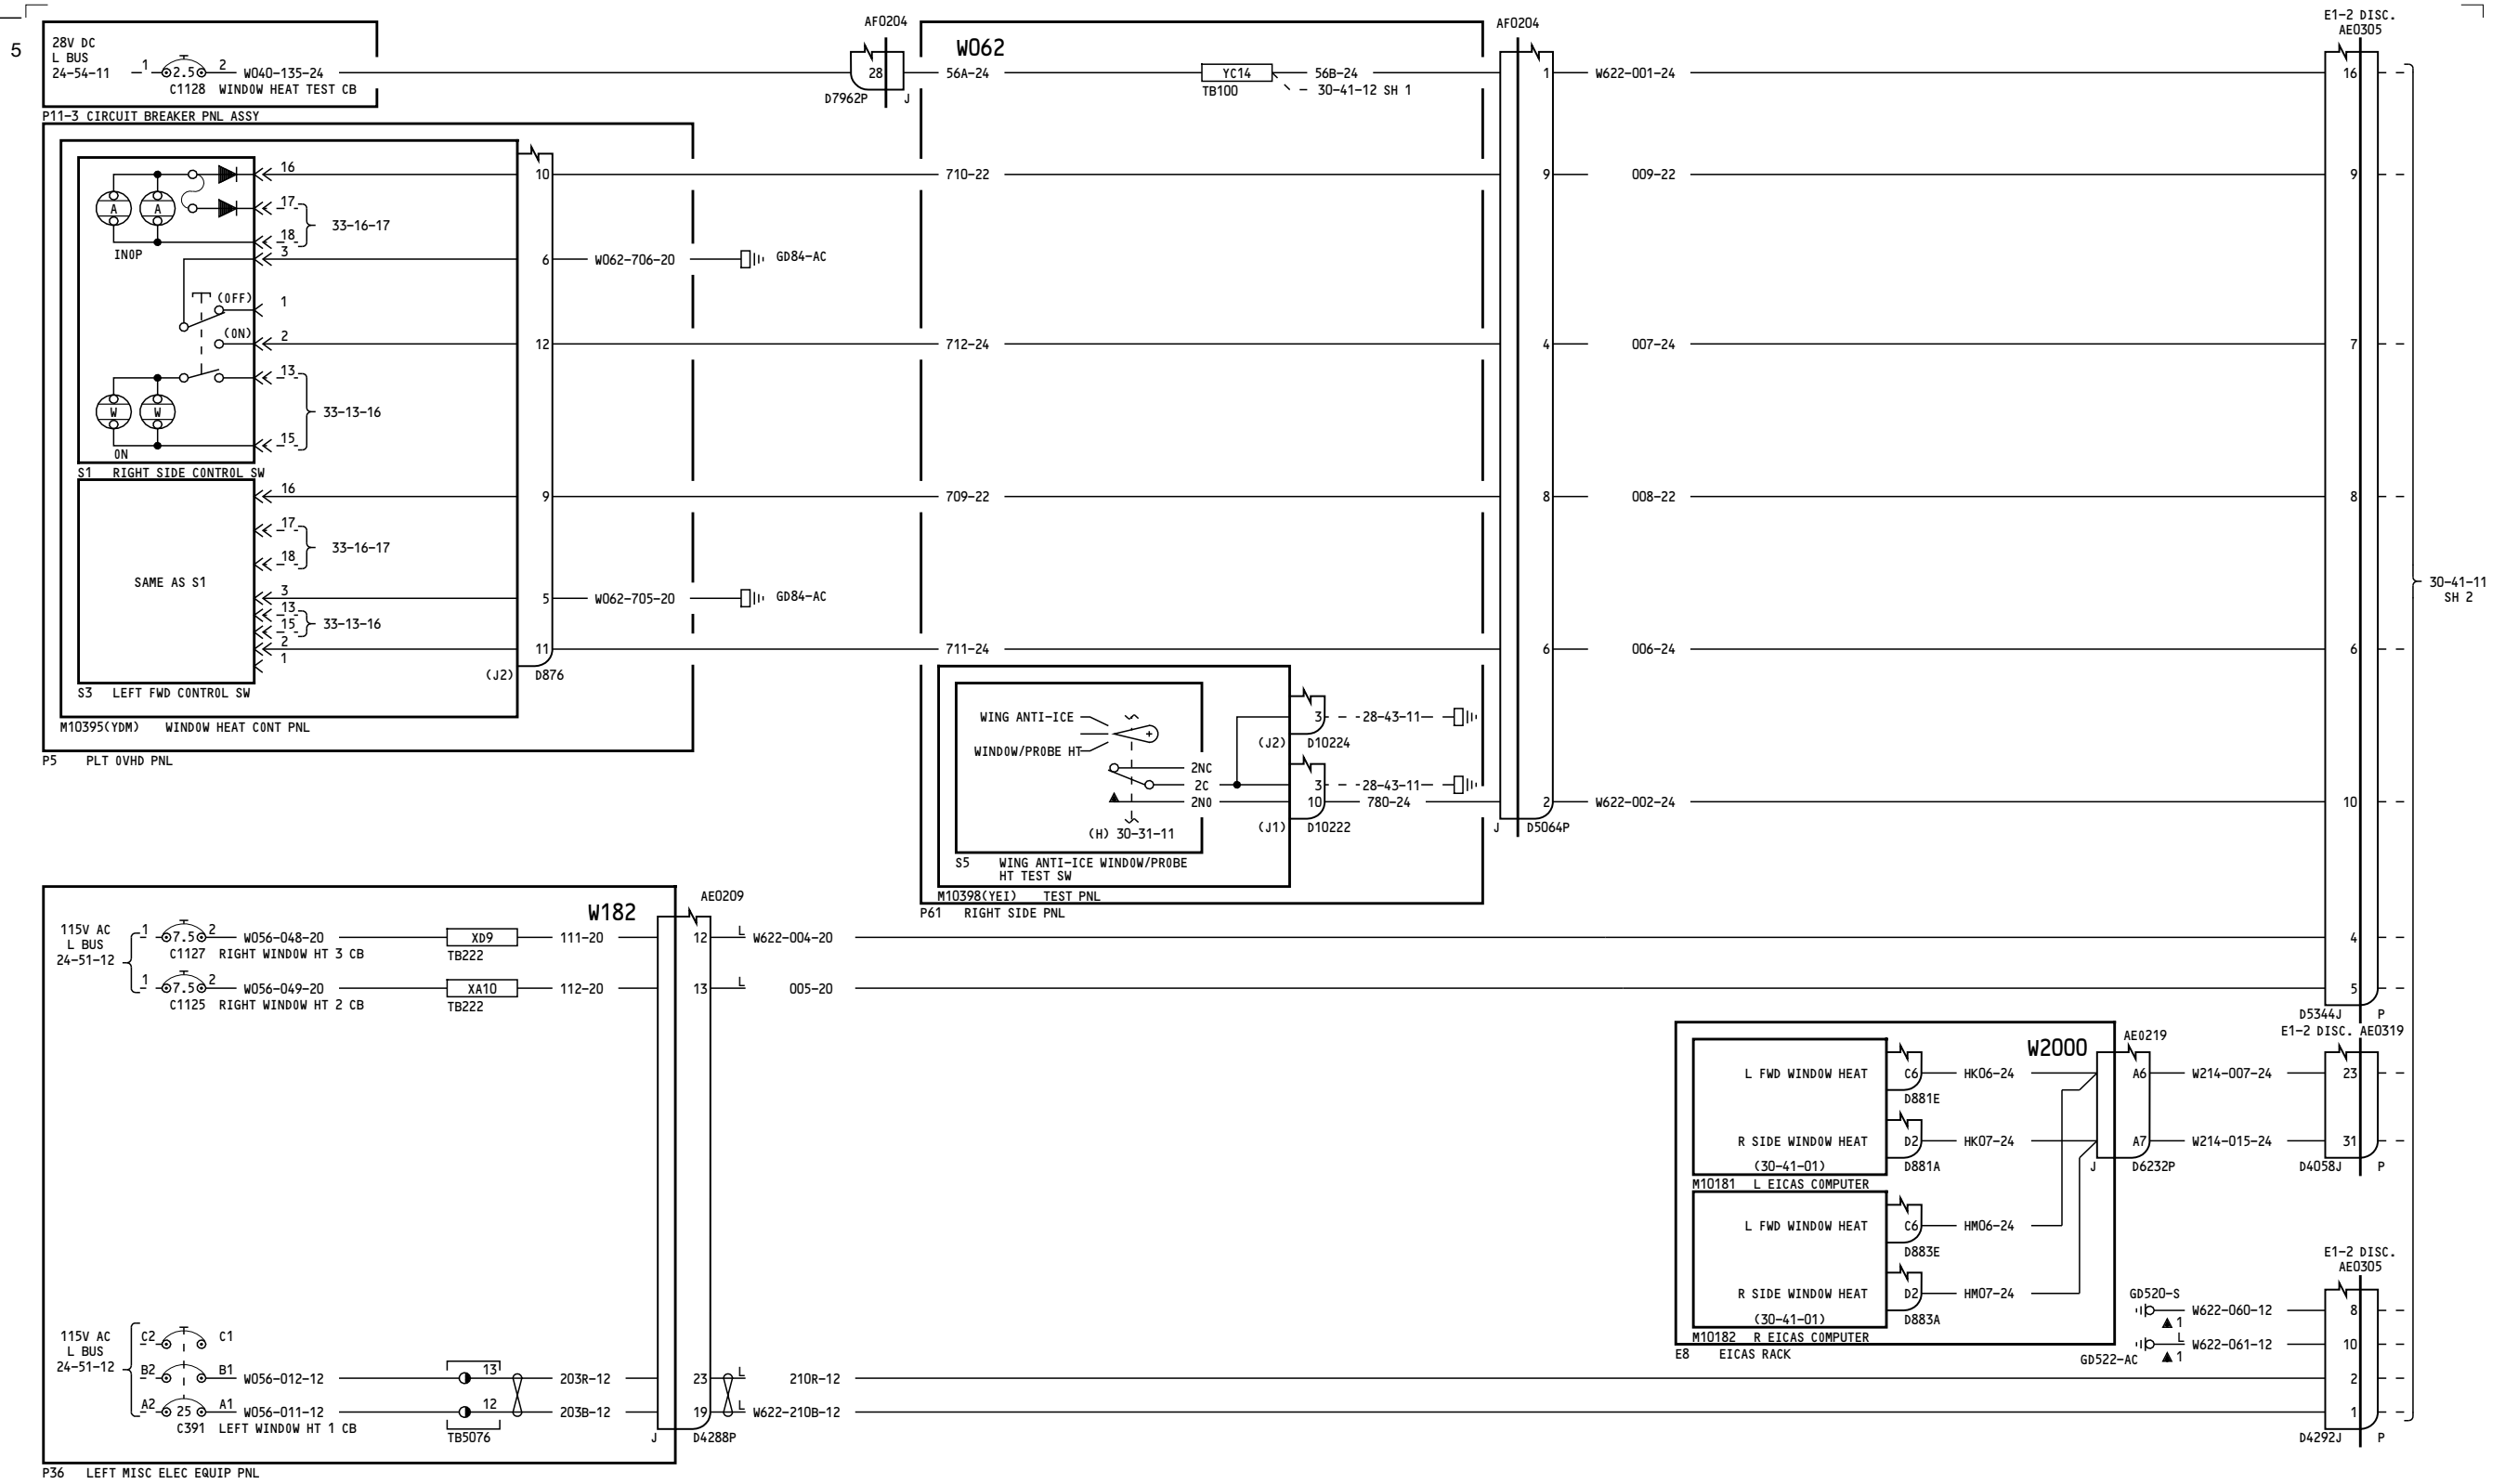 5
28V DC
L BUS
24-54-11
1 2.5 2 W040-135-24
C1128 WINDOW HEAT TEST CB
P11-3 CIRCUIT BREAKER PNL ASSY
AF0204
28
D7962P J
W062
56A-24
YC14
TB100
56B-24
30-41-12 SH 1
AF0204
1 W622-001-24
E1-2 DISC.
AE0305
16
A A
INOP
16
17
18
33-16-17
3
10
710-22
9 009-22
9
6 W062-706-20 GD84-AC
(OFF) 1
(ON) 2
12
712-24
4 007-24
7
13
15
33-13-16
W W
ON
S1 RIGHT SIDE CONTROL SW
16
9
709-22
8 008-22
8
17
18
33-16-17
SAME AS S1
3
5 W062-705-20 GD84-AC
13
15
33-13-16
2
1
11
711-24
6 006-24
6
(J2) D876
S3 LEFT FWD CONTROL SW
M10395(YDM) WINDOW HEAT CONT PNL
P5 PLT OVHD PNL
30-41-11
SH 2
WING ANTI-ICE
WINDOW/PROBE HT
3 28-43-11
(J2) D10224
2NC
2C
2NO
3 28-43-11
10 780-24
(J1) D10222
(H) 30-31-11
S5 WING ANTI-ICE WINDOW/PROBE
HT TEST SW
M10398(YEI) TEST PNL
P61 RIGHT SIDE PNL
2 W622-002-24
J D5064P
10
115V AC
L BUS
24-51-12
W182
AE0209
1 7.5 2 W056-048-20
C1127 RIGHT WINDOW HT 3 CB
XD9
TB222
111-20
12 L W622-004-20
4
1 7.5 2 W056-049-20
C1125 RIGHT WINDOW HT 2 CB
XA10
TB222
112-20
13 L 005-20
5
D5344J P
E1-2 DISC. AE0319
W2000
AE0219
L FWD WINDOW HEAT C6 HK06-24
D881E
A6 W214-007-24 23
R SIDE WINDOW HEAT D2 HK07-24
(30-41-01) D881A
A7 W214-015-24 31
J D6232P
D4058J P
M10181 L EICAS COMPUTER
L FWD WINDOW HEAT C6 HM06-24
D883E
R SIDE WINDOW HEAT D2 HM07-24
(30-41-01) D883A
M10182 R EICAS COMPUTER
E8 EICAS RACK
E1-2 DISC.
AE0305
GD520-S
W622-060-12 8
1
L W622-061-12 10
GD522-AC 1
115V AC
L BUS
24-51-12
C2 C1
B2 B1 W056-012-12
13
203R-12
23 L 210R-12
2
A2 25 A1 W056-011-12
C391 LEFT WINDOW HT 1 CB
12
TB5076
203B-12
19 L W622-210B-12
1
J D4288P
D4292J P
P36 LEFT MISC ELEC EQUIP PNL